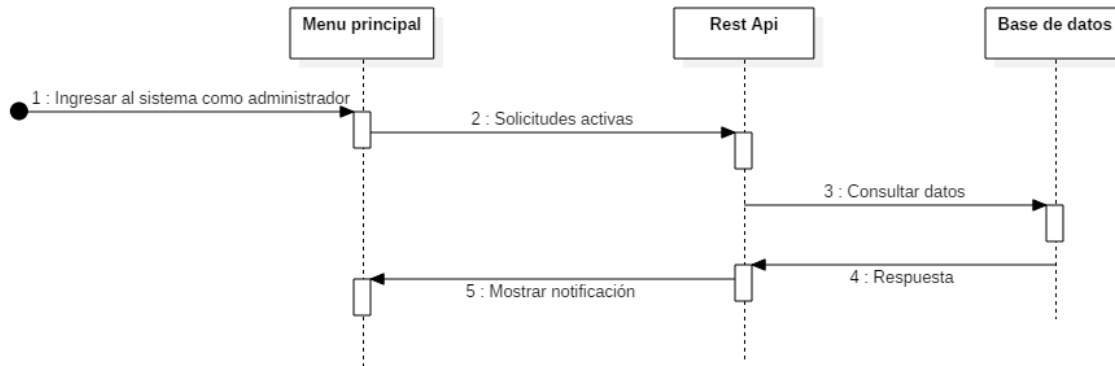 Menu principal
Rest Api
Base de datos
1 : Ingresar al sistema como administrador
2 : Solicitudes activas
3 : Consultar datos
4 : Respuesta
5 : Mostrar notificación